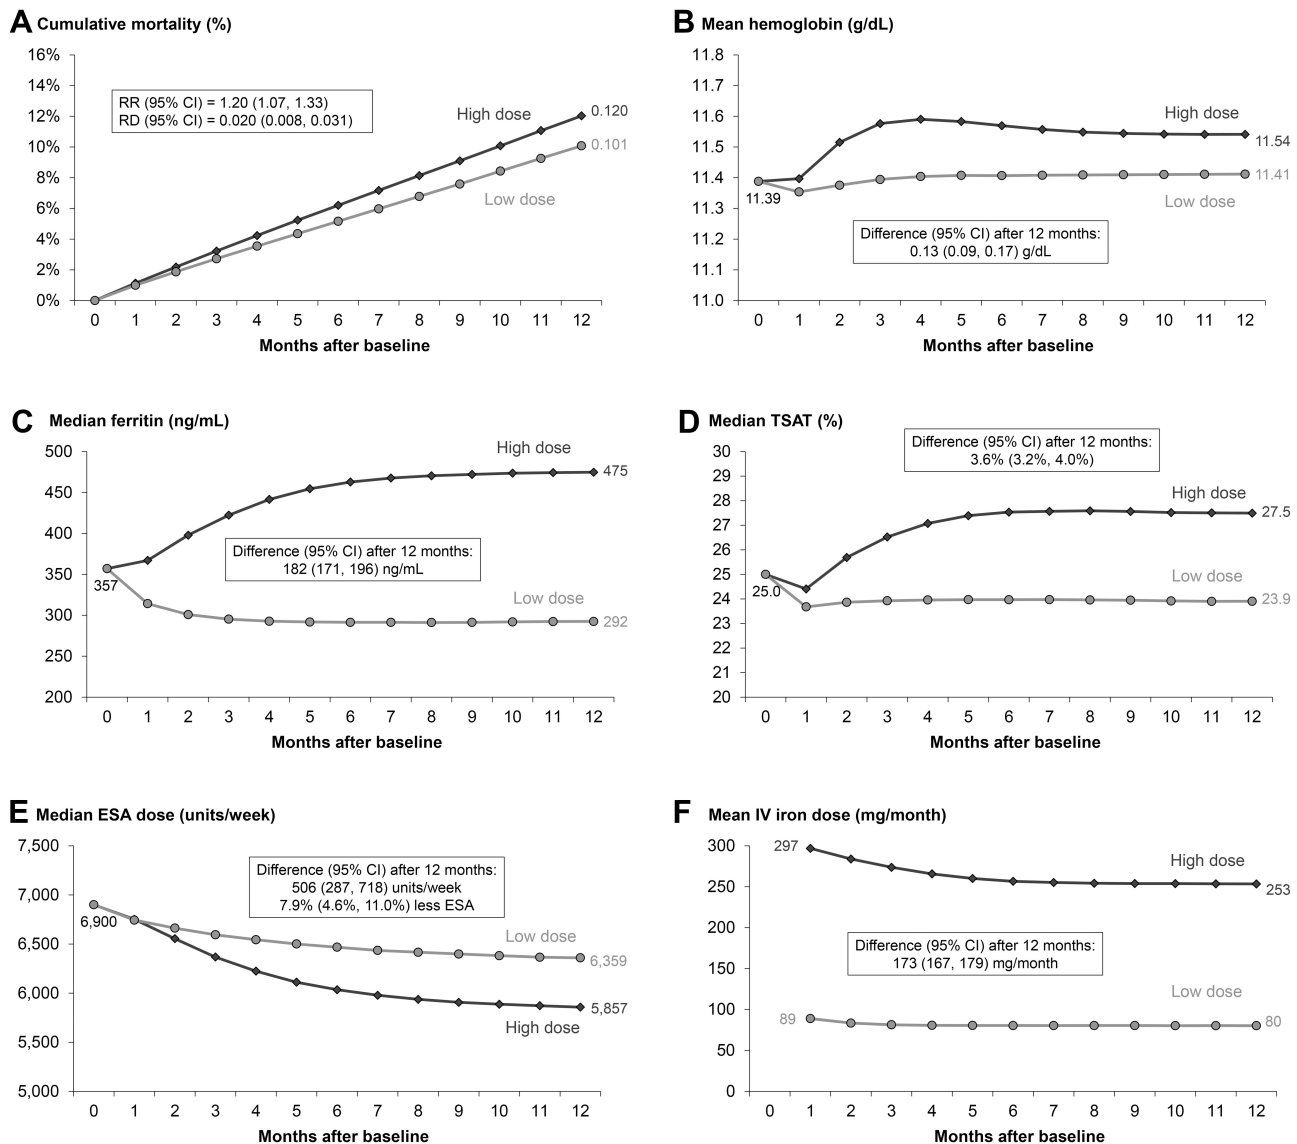 A Cumulative mortality (%)
16%
14%
12%
10%
8%
6%
4%
2%
0%
RR (95% CI) = 1.20 (1.07, 1.33)
RD (95% CI) = 0.020 (0.008, 0.031)
High dose
0.120
0.101
Low dose
0 1 2 3 4 5 6 7 8 9 10 11 12
Months after baseline
B Mean hemoglobin (g/dL)
11.8
11.7
11.6
11.5
11.4
11.3
11.2
11.1
11.0
High dose
11.54
11.41
11.39
Low dose
Difference (95% CI) after 12 months:
0.13 (0.09, 0.17) g/dL
0 1 2 3 4 5 6 7 8 9 10 11 12
Months after baseline
C Median ferritin (ng/mL)
500
450
400
350
300
250
200
High dose
475
Difference (95% CI) after 12 months:
182 (171, 196) ng/mL
357
Low dose
292
0 1 2 3 4 5 6 7 8 9 10 11 12
Months after baseline
D Median TSAT (%)
30
29
28
27
26
25
24
23
22
21
20
Difference (95% CI) after 12 months:
3.6% (3.2%, 4.0%)
High dose
27.5
25.0
Low dose
23.9
0 1 2 3 4 5 6 7 8 9 10 11 12
Months after baseline
E Median ESA dose (units/week)
7,500
7,000
6,500
6,000
5,500
5,000
Difference (95% CI) after 12 months:
506 (287, 718) units/week
7.9% (4.6%, 11.0%) less ESA
6,900
Low dose
6,359
5,857
High dose
0 1 2 3 4 5 6 7 8 9 10 11 12
Months after baseline
F Mean IV iron dose (mg/month)
300
250
200
150
100
50
0
297
High dose
253
Difference (95% CI) after 12 months:
173 (167, 179) mg/month
Low dose
89
80
0 1 2 3 4 5 6 7 8 9 10 11 12
Months after baseline